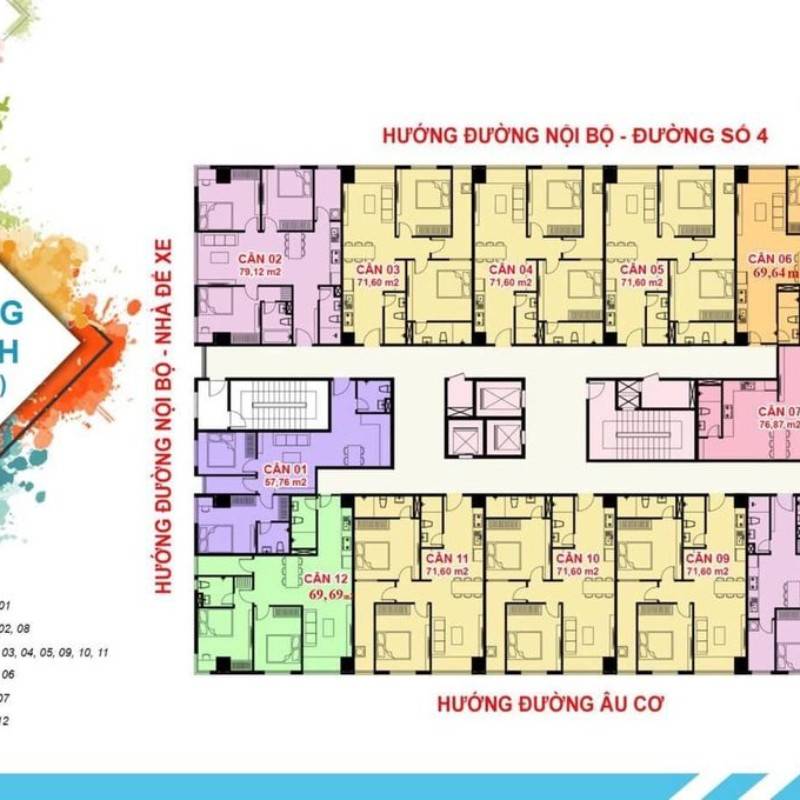 HƯỚNG ĐƯỜNG NỘI BỘ - ĐƯỜNG SỐ 4
HƯỚNG ĐƯỜNG NỘI BỘ - NHÀ ĐỂ XE
G
H
)
CĂN 02
79,12 m2
CĂN 03
71,60 m2
CĂN 04
71,60 m2
CĂN 05
71,60 m2
CĂN 06
69,64 m
CĂN 07
76,87 m2
CĂN 01
57,76 m2
CĂN 12
69,69m2
CĂN 11
71,60 m2
CĂN 10
71,60 m2
CĂN 09
71,60 m2
01
02, 08
03, 04, 05, 09, 10, 11
06
07
12
HƯỚNG ĐƯỜNG ÂU CƠ